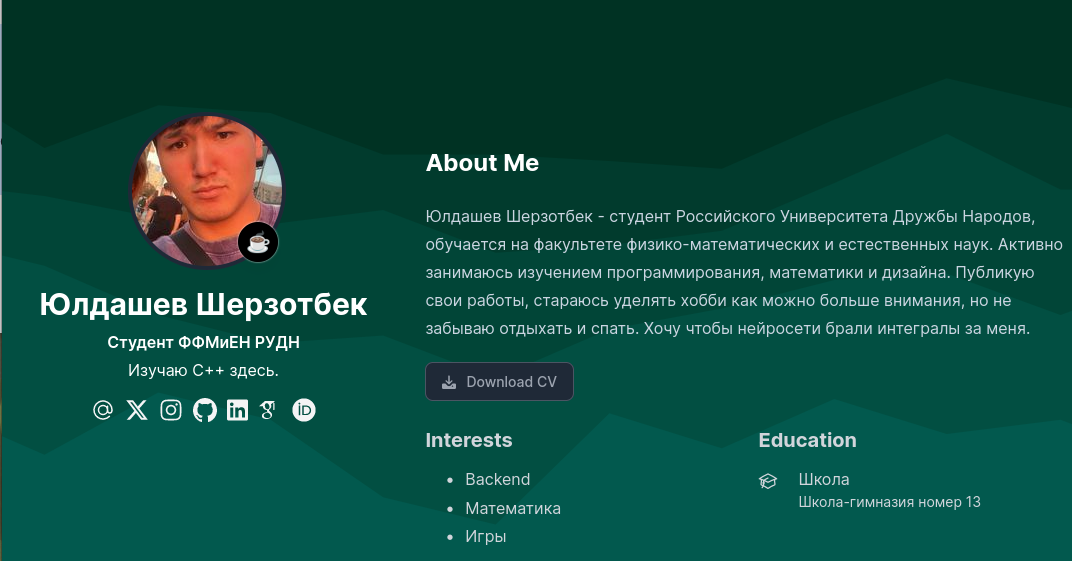 Юлдашев Шерзотбек
Студент ФФМиЕН РУДН
Изучаю C++ здесь.
iD
About Me
Юлдашев Шерзотбек - студент Российского Университета Дружбы Народов,
обучается на факультете физико-математических и естественных наук. Активно
занимаюсь изучением программирования, математики и дизайна. Публикую
свои работы, стараюсь уделять хобби как можно больше внимания, но не
забываю отдыхать и спать. Хочу чтобы нейросети брали интегралы за меня.
Download CV
Interests
Backend
Математика
Игры
Education
Школа
Школа-гимназия номер 13